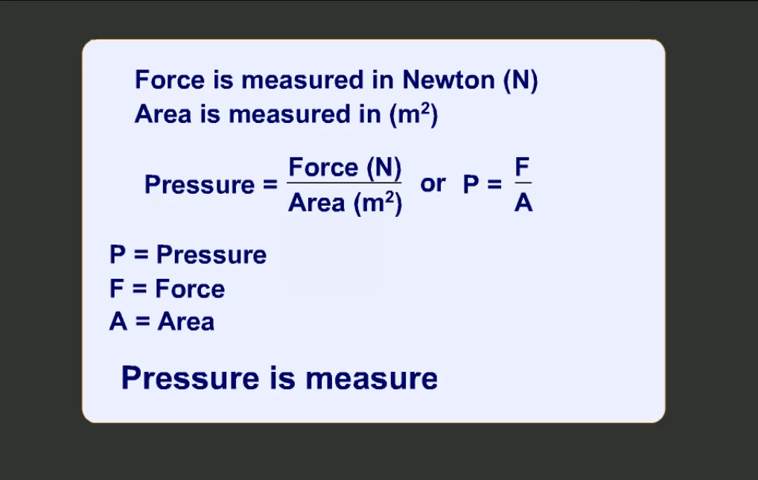 Force is measured in Newton (N)
Area is measured in (m²)
Pressure = Force (N) / Area (m²) or P = F / A
P = Pressure
F = Force
A = Area
Pressure is measure